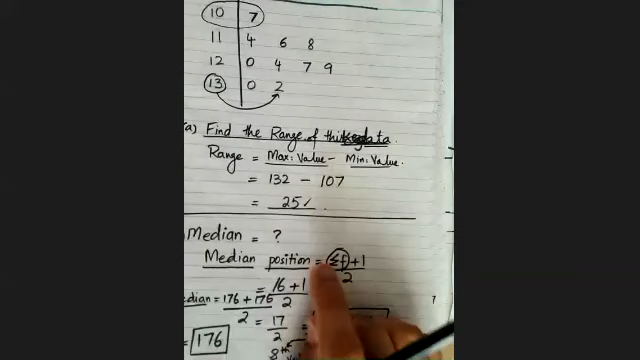 10 | 7
11 | 4 6 8
12 | 0 4 7 9
13 | 0 2
(a) Find the Range of this data.
Range = Max: Value - Min: Value.
= 132 - 107
= 25
Median = ?
Median position = Σf + 1
2
= 16 + 1
2
median = 176 + 176
2
= 17
2
= 176
8th